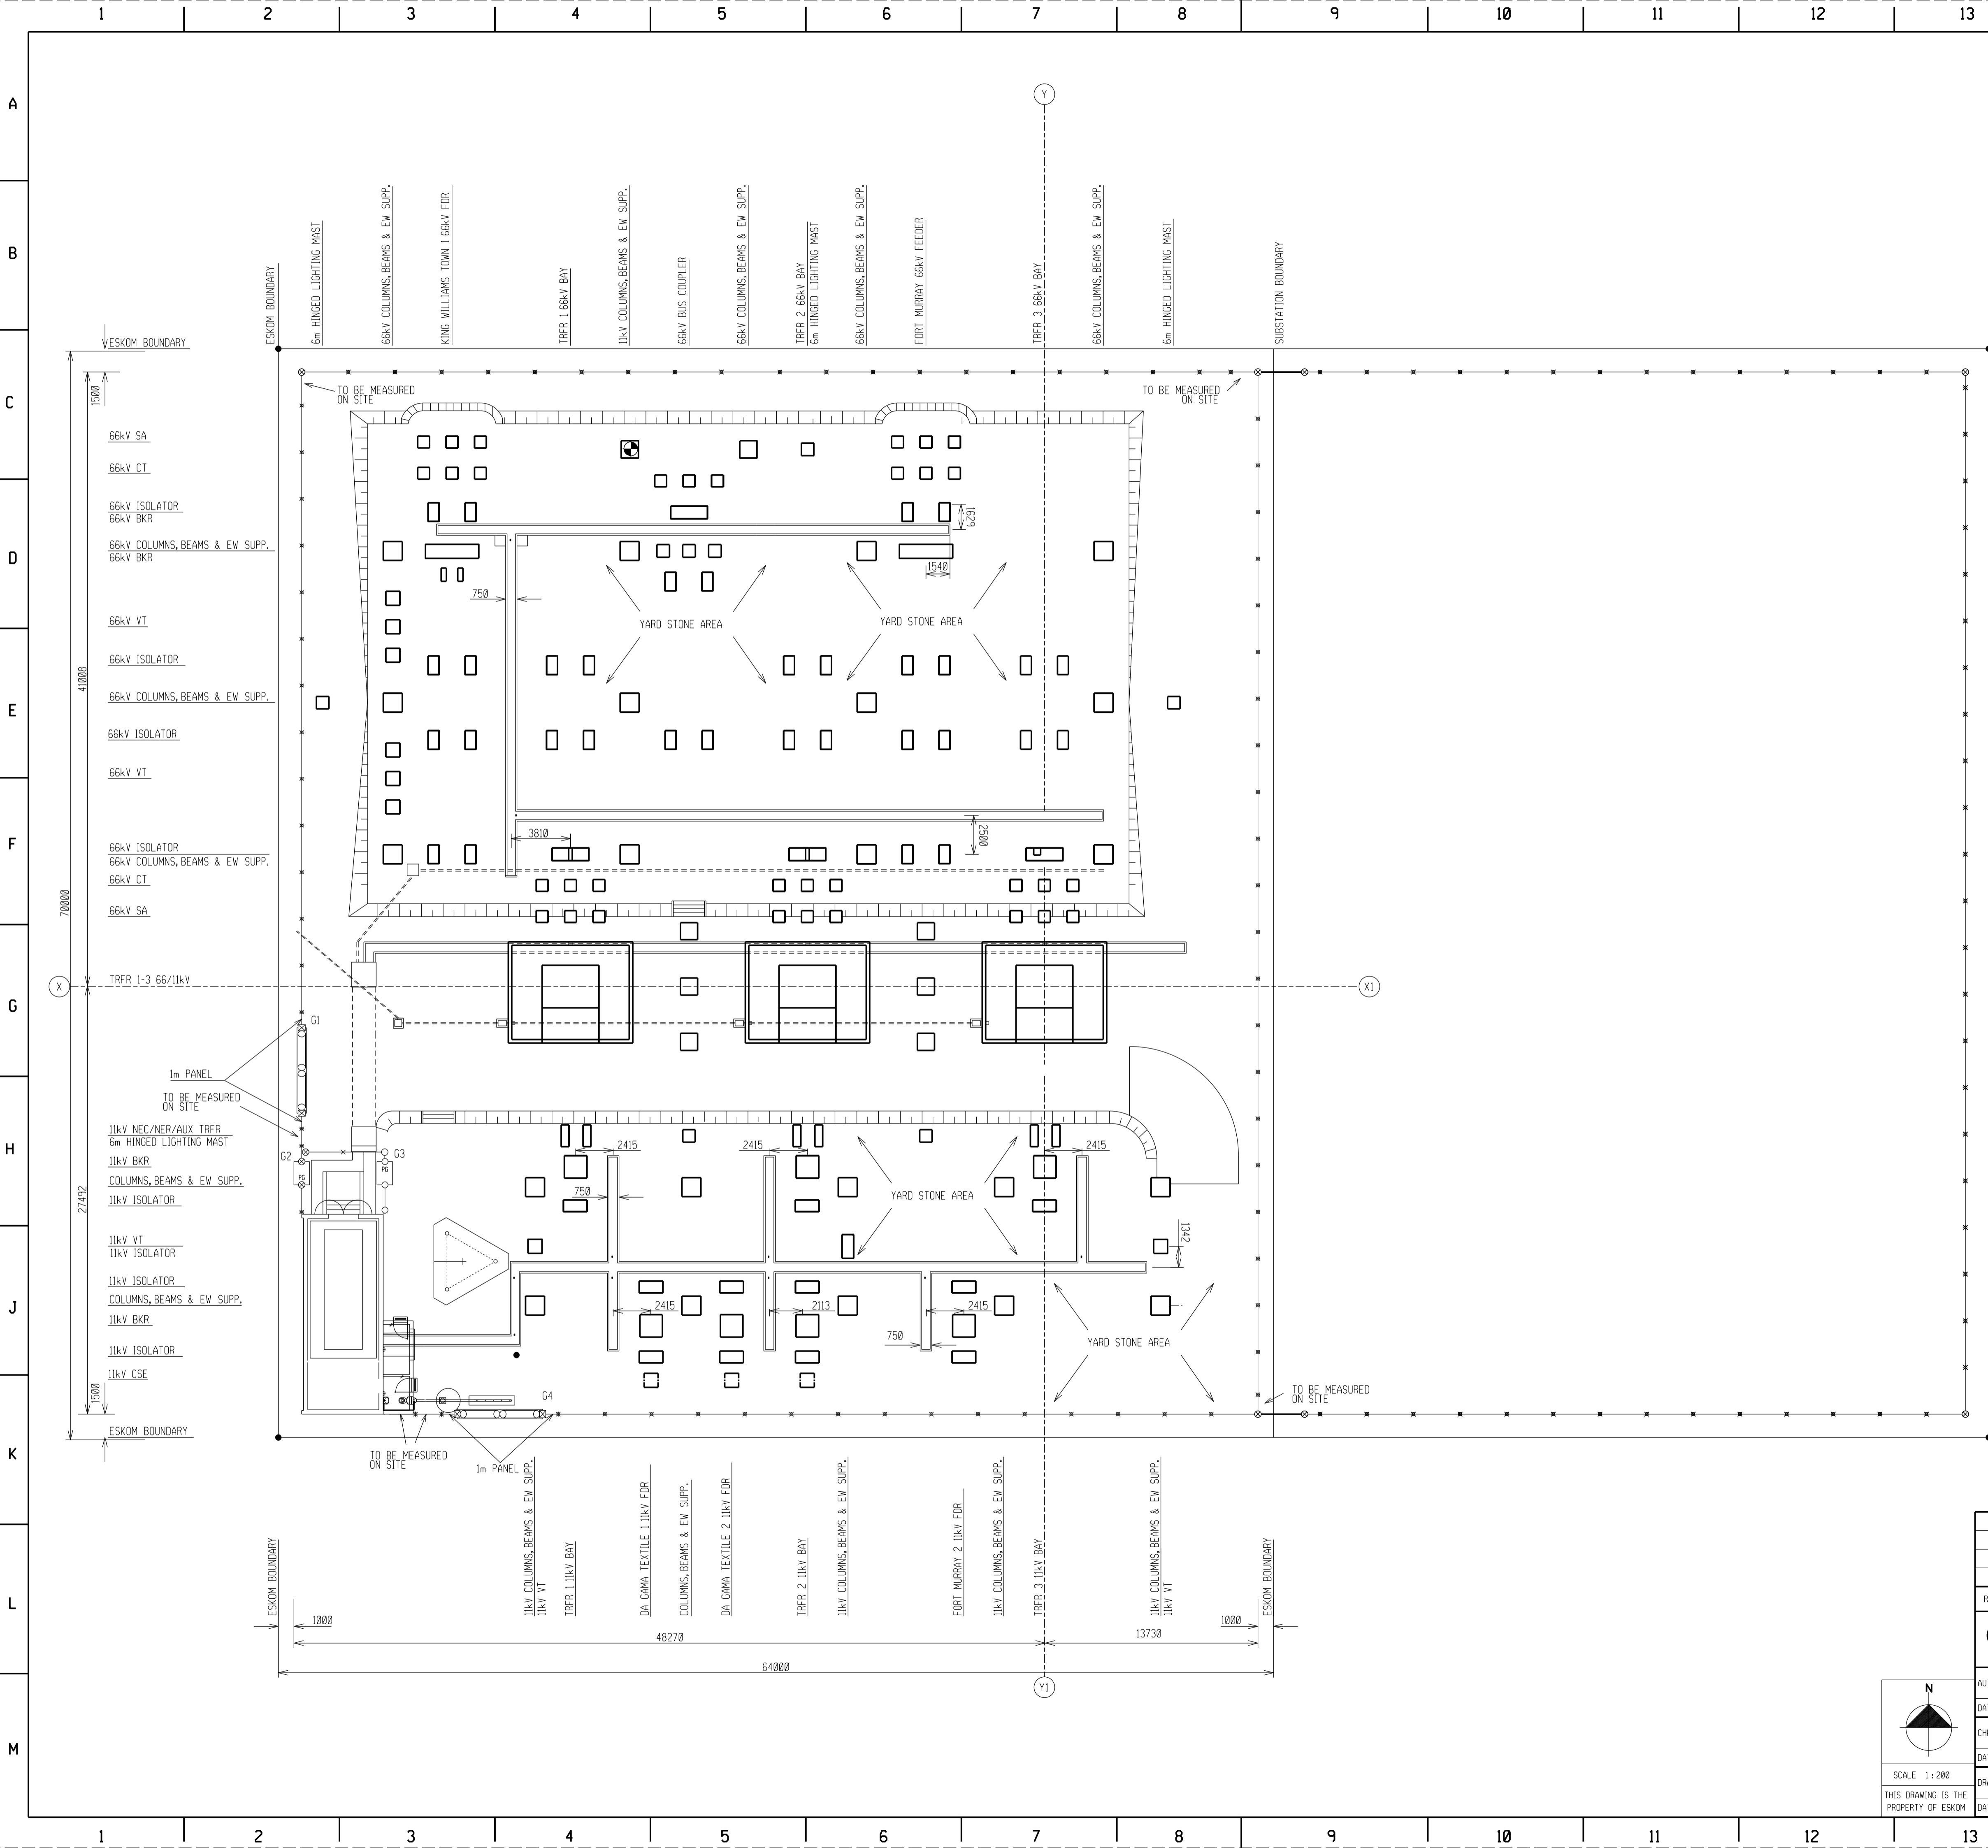 1 2 3 4 5 6 7 8 9 10 11 12 13
A
B
C
D
E
F
G
H
J
K
L
M
Y
ESKOM BOUNDARY
6m HINGED LIGHTING MAST
66kV COLUMNS,BEAMS & EW SUPP.
KING WILLIAMS TOWN 1 66kV FDR
TRFR 1 66kV BAY
11kV COLUMNS,BEAMS & EW SUPP.
66kV BUS COUPLER
66kV COLUMNS,BEAMS & EW SUPP.
TRFR 2 66kV BAY
6m HINGED LIGHTING MAST
66kV COLUMNS,BEAMS & EW SUPP.
FORT MURRAY 66kV FEEDER
TRFR 3 66kV BAY
66kV COLUMNS,BEAMS & EW SUPP.
6m HINGED LIGHTING MAST
SUBSTATION BOUNDARY
ESKOM BOUNDARY
1500
TO BE MEASURED
ON SITE
TO BE MEASURED
ON SITE
66kV SA
66kV CT
66kV ISOLATOR
66kV BKR
66kV COLUMNS,BEAMS & EW SUPP.
66kV BKR
1629
1540
750
66kV VT
YARD STONE AREA
YARD STONE AREA
66kV ISOLATOR
41008
66kV COLUMNS,BEAMS & EW SUPP.
66kV ISOLATOR
66kV VT
3810
2500
66kV ISOLATOR
66kV COLUMNS,BEAMS & EW SUPP.
66kV CT
70000
66kV SA
X
TRFR 1-3 66/11kV
X1
G1
1m PANEL
TO BE MEASURED
ON SITE
11kV NEC/NER/AUX TRFR
6m HINGED LIGHTING MAST
2415
2415
2415
G2
G3
11kV BKR
PG
PG
COLUMNS,BEAMS & EW SUPP.
750
YARD STONE AREA
11kV ISOLATOR
27492
1342
11kV VT
11kV ISOLATOR
11kV ISOLATOR
COLUMNS,BEAMS & EW SUPP.
2415
2113
2415
11kV BKR
750
YARD STONE AREA
11kV ISOLATOR
11kV CSE
1500
G4
TO BE MEASURED
ON SITE
ESKOM BOUNDARY
TO BE MEASURED
ON SITE
1m PANEL
ESKOM BOUNDARY
11kV COLUMNS,BEAMS & EW SUPP.
11kV VT
TRFR 1 11kV BAY
DA GAMA TEXTILE 1 11kV FDR
COLUMNS,BEAMS & EW SUPP.
DA GAMA TEXTILE 2 11kV FDR
TRFR 2 11kV BAY
11kV COLUMNS,BEAMS & EW SUPP.
FORT MURRAY 2 11kV FDR
11kV COLUMNS,BEAMS & EW SUPP.
TRFR 3 11kV BAY
11kV COLUMNS,BEAMS & EW SUPP.
11kV VT
ESKOM BOUNDARY
1000
1000
48270
13730
64000
Y1
N
SCALE 1:200
THIS DRAWING IS THE
PROPERTY OF ESKOM
1 2 3 4 5 6 7 8 9 10 11 12 13